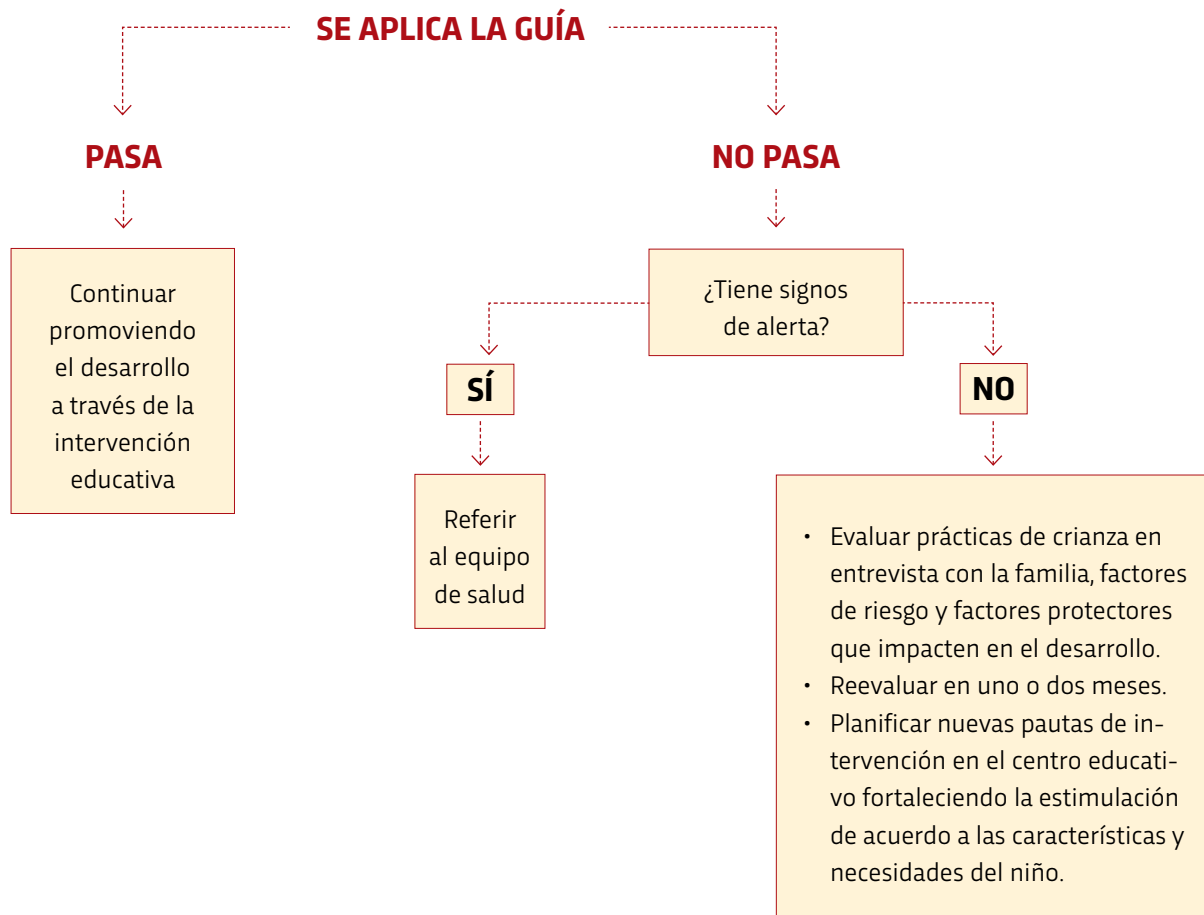 SE APLICA LA GUÍA
PASA
NO PASA
Continuar
promoviendo
el desarrollo
a través de la
intervención
educativa
¿Tiene signos
de alerta?
SÍ
NO
Referir
al equipo
de salud
• Evaluar prácticas de crianza en
entrevista con la familia, factores
de riesgo y factores protectores
que impacten en el desarrollo.
• Reevaluar en uno o dos meses.
• Planificar nuevas pautas de in-
tervención en el centro educati-
vo fortaleciendo la estimulación
de acuerdo a las características y
necesidades del niño.